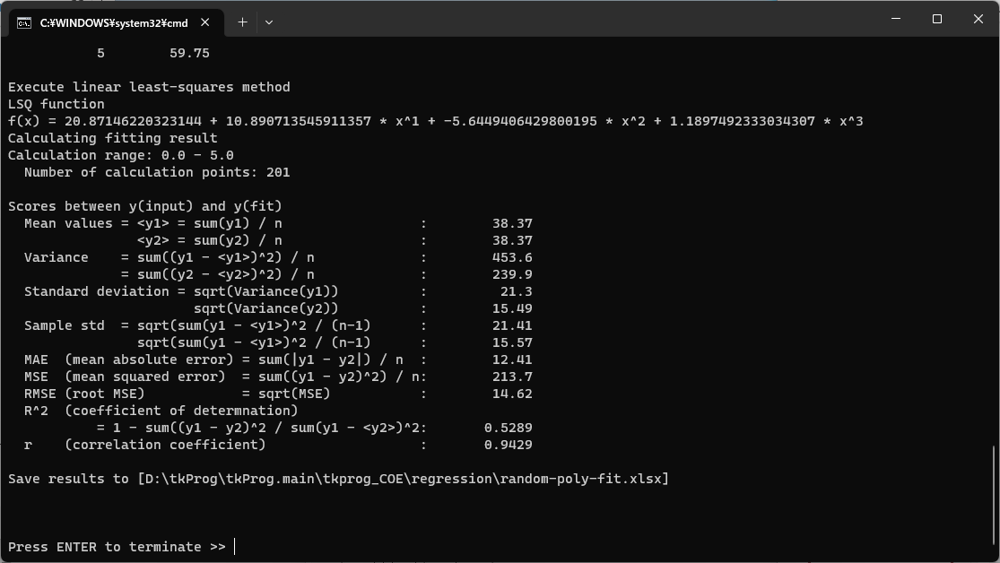 C:¥WINDOWS¥system32¥cmd
5 59.75
Execute linear least-squares method
LSQ function
f(x) = 20.87146220323144 + 10.890713545911357 * x^1 + -5.6449406429800195 * x^2 + 1.1897492333034307 * x^3
Calculating fitting result
Calculation range: 0.0 - 5.0
Number of calculation points: 201
Scores between y(input) and y(fit)
Mean values = <y1> = sum(y1) / n : 38.37
<y2> = sum(y2) / n : 38.37
Variance = sum((y1 - <y1>)^2) / n : 453.6
= sum((y2 - <y2>)^2) / n : 239.9
Standard deviation = sqrt(Variance(y1)) : 21.3
sqrt(Variance(y2)) : 15.49
Sample std = sqrt(sum(y1 - <y1>)^2 / (n-1) : 21.41
sqrt(sum(y1 - <y1>)^2 / (n-1) : 15.57
MAE (mean absolute error) = sum(|y1 - y2|) / n : 12.41
MSE (mean squared error) = sum((y1 - y2)^2) / n: 213.7
RMSE (root MSE) = sqrt(MSE) : 14.62
R^2 (coefficient of determnation)
= 1 - sum((y1 - y2)^2 / sum(y1 - <y2>)^2: 0.5289
r (correlation coefficient) : 0.9429
Save results to [D:\tkProg\tkProg.main\tkprog_COE\regression\random-poly-fit.xlsx]
Press ENTER to terminate >>